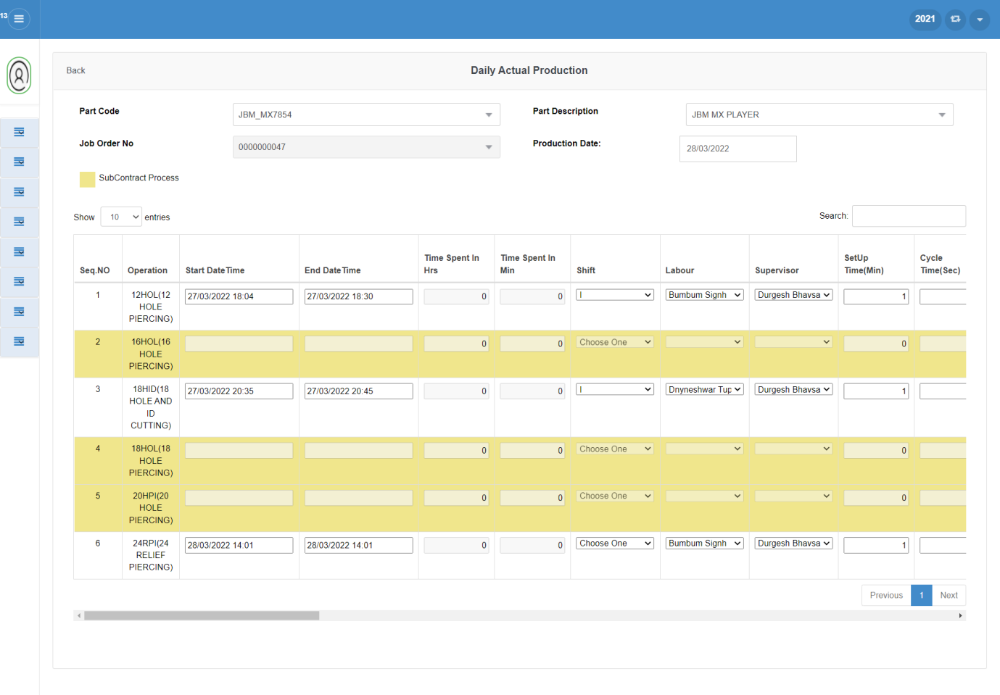 13
2021
Back
Daily Actual Production
Part Code
JBM_MX7854
Part Description
JBM MX PLAYER
Job Order No
0000000047
Production Date:
28/03/2022
SubContract Process
Show 10 entries
Search:
Seq.NO Operation Start DateTime End DateTime Time Spent In Hrs Time Spent In Min Shift Labour Supervisor SetUp Time(Min) Cycle Time(Sec)
1 12HOL(12 HOLE PIERCING) 27/03/2022 18:04 27/03/2022 18:30 0 0 I Bumbum Signh Durgesh Bhavsa 1
2 16HOL(16 HOLE PIERCING) 0 0 Choose One 0
3 18HID(18 HOLE AND ID CUTTING) 27/03/2022 20:35 27/03/2022 20:45 0 0 I Dnyneshwar Tup Durgesh Bhavsa 1
4 18HOL(18 HOLE PIERCING) 0 0 Choose One 0
5 20HPI(20 HOLE PIERCING) 0 0 Choose One 0
6 24RPI(24 RELIEF PIERCING) 28/03/2022 14:01 28/03/2022 14:01 0 0 Choose One Bumbum Signh Durgesh Bhavsa 1
Previous 1 Next